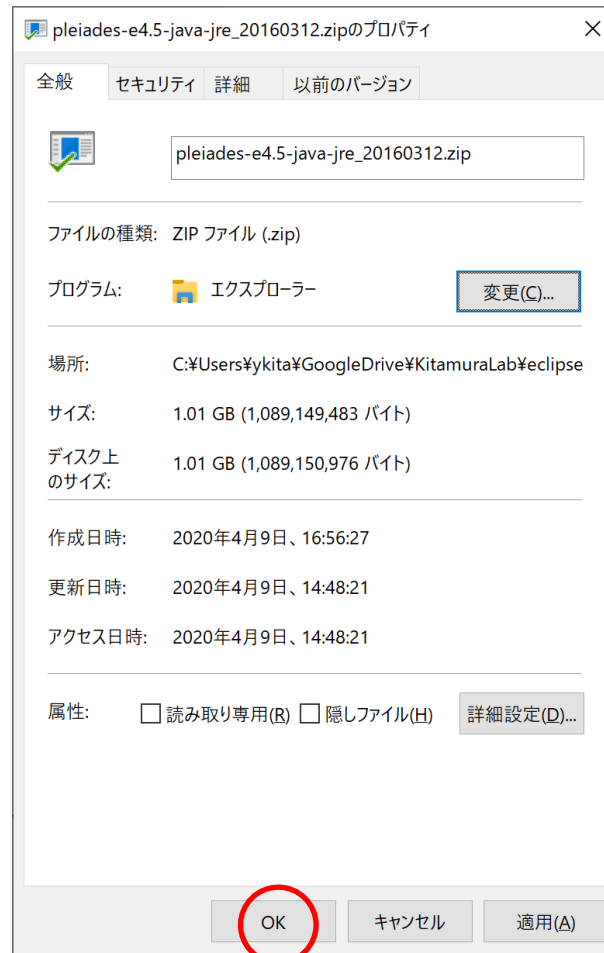 pleiades-e4.5-java-jre_20160312.zipのプロパティ
全般 セキュリティ 詳細 以前のバージョン
pleiades-e4.5-java-jre_20160312.zip
ファイルの種類: ZIP ファイル (.zip)
プログラム: エクスプローラー 変更(C)...
場所: C:¥Users¥ykita¥GoogleDrive¥KitamuraLab¥eclipse
サイズ: 1.01 GB (1,089,149,483 バイト)
ディスク上
のサイズ: 1.01 GB (1,089,150,976 バイト)
作成日時: 2020年4月9日、16:56:27
更新日時: 2020年4月9日、14:48:21
アクセス日時: 2020年4月9日、14:48:21
属性: 読み取り専用(R) 隠しファイル(H) 詳細設定(D)...
OK キャンセル 適用(A)